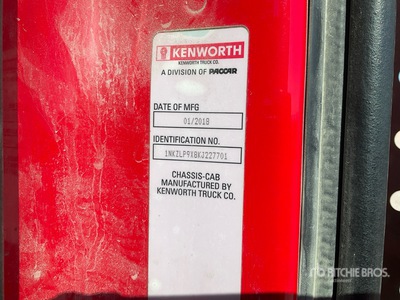 KENWORTH
KENWORTH TRUCK CO.
A DIVISION OF PACCAR
DATE OF MFG
01/2018
IDENTIFICATION NO.
1NKZLP9X8KJ227701
CHASSIS-CAB
MANUFACTURED BY
KENWORTH TRUCK CO.
RITCHIE BROS.